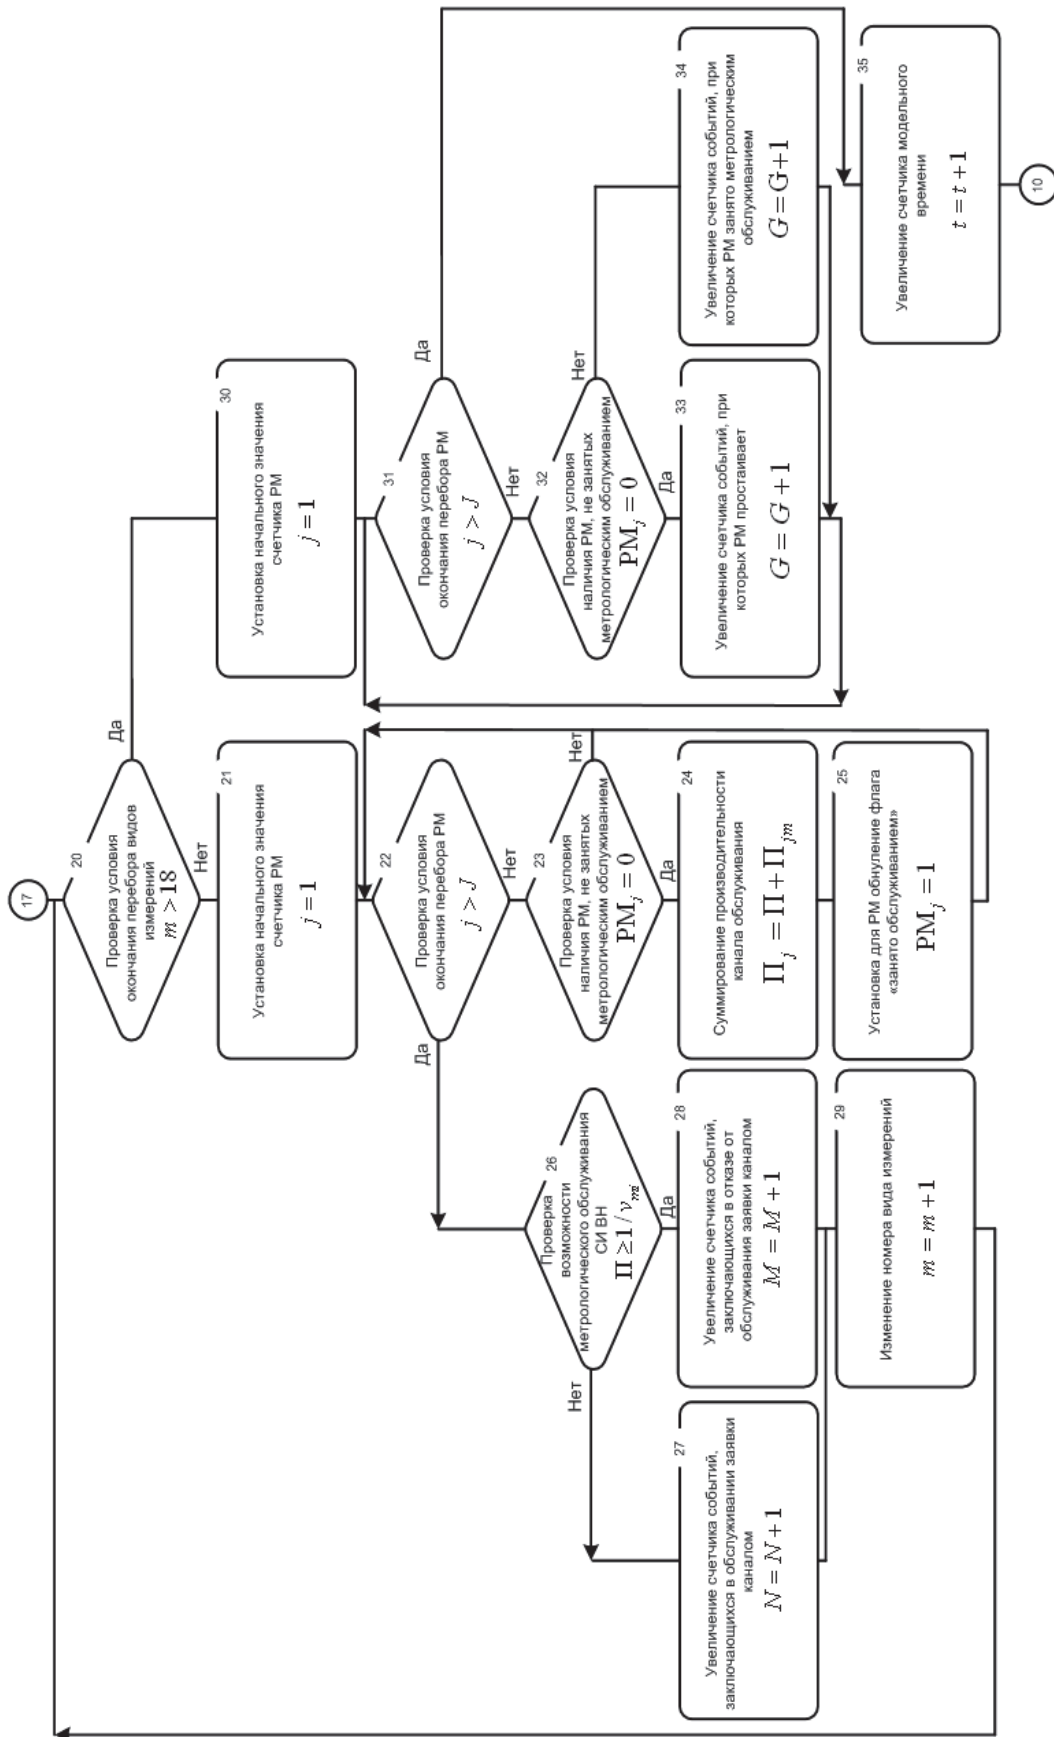 17
20
Проверка условия
окончания перебора видов
измерений
m > 18
Да
Нет
21
Установка начального значения
счетчика РМ
j = 1
22
Проверка условия
окончания перебора РМ
j > J
Да
Нет
23
Проверка условия
наличия РМ, не занятых
метрологическим обслуживанием
PM_j = 0
Нет
Да
24
Суммирование производительности
канала обслуживания
Π_j = Π + Π_jm
25
Установка для РМ обнуление флага
«занято обслуживанием»
PM_j = 1
26
Проверка
возможности
метрологического обслуживания
СИ ВН
Π ≥ 1/ν_mi
Нет
Да
27
Увеличение счетчика событий,
заключающихся в обслуживании заявки
каналом
N = N + 1
28
Увеличение счетчика событий,
заключающихся в отказе от
обслуживания заявки каналом
M = M + 1
29
Изменение номера вида измерений
m = m + 1
30
Установка начального значения
счетчика РМ
j = 1
31
Проверка условия
окончания перебора РМ
j > J
Да
Нет
32
Проверка условия
наличия РМ, не занятых
метрологическим обслуживанием
PM_j = 0
Нет
Да
33
Увеличение счетчика событий, при
которых РМ простаивает
G = G + 1
34
Увеличение счетчика событий, при
которых РМ занято метрологическим
обслуживанием
G = G+1
35
Увеличение счетчика модельного
времени
t = t + 1
10